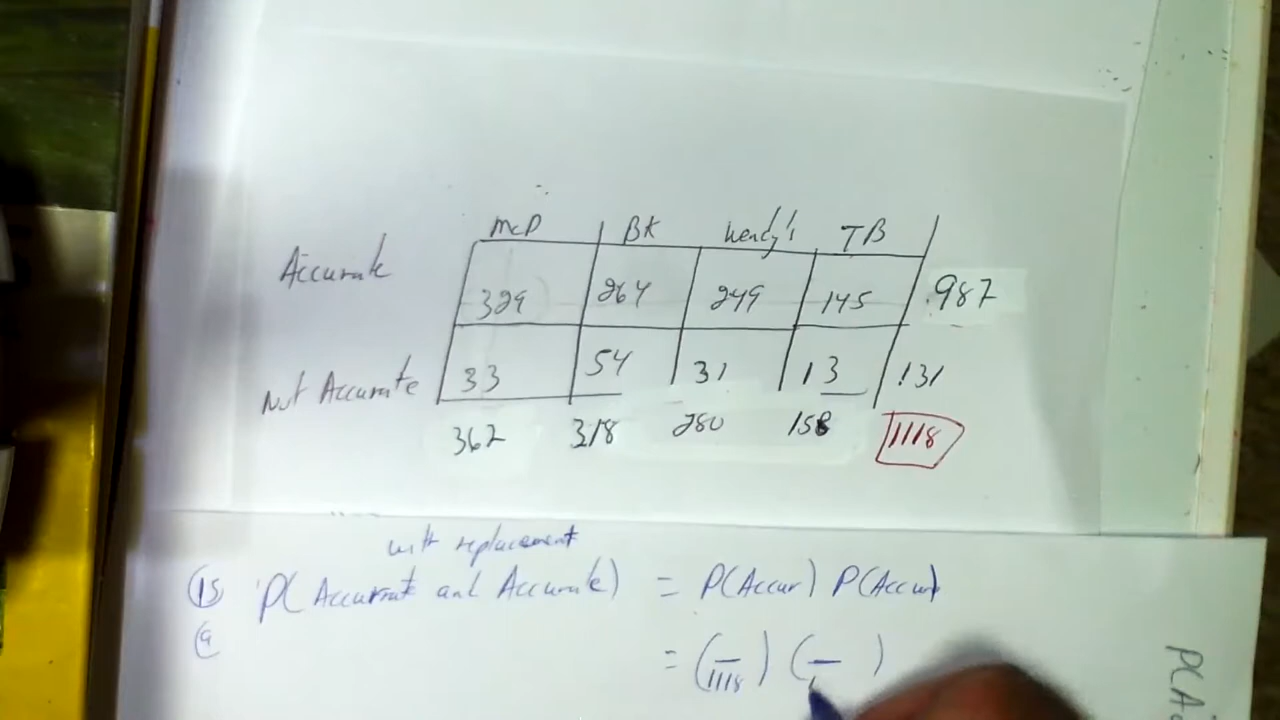 McD BK Wendy's TB
Accurate 329 264 249 145 987
Not Accurate 33 54 31 13 131
362 318 280 158 1118
with replacement
15 P(Accurate and Accurate) = P(Accur) P(Accur)
(a = (— / 1118) (—)
P(A